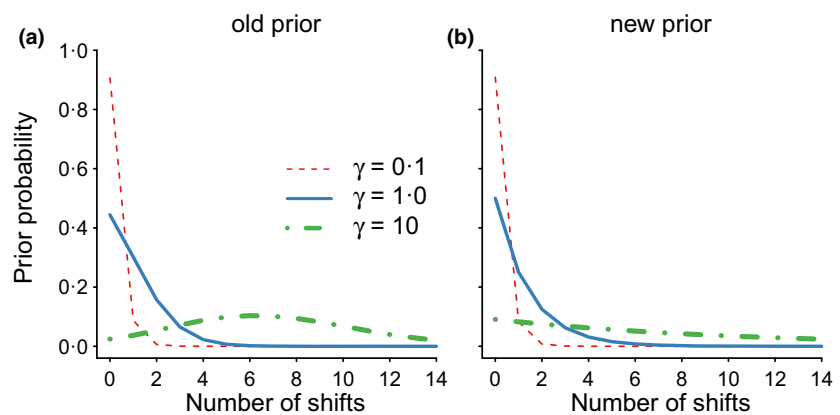 (a) old prior
Prior probability
1·0
0·8
0·6
0·4
0·2
0·0
0 2 4 6 8 10 12 14
Number of shifts
γ = 0·1
γ = 1·0
γ = 10
(b) new prior
0 2 4 6 8 10 12 14
Number of shifts